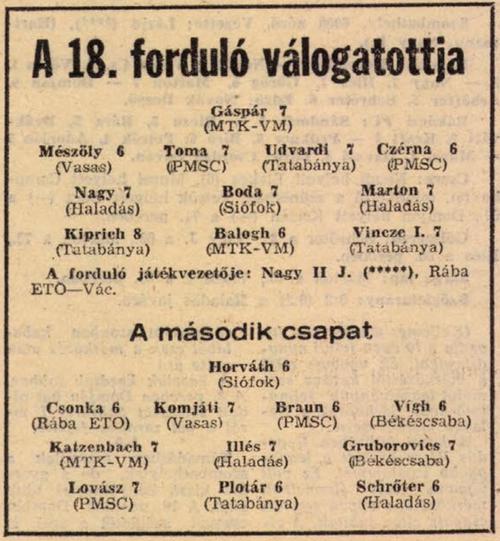 A 18. forduló válogatottja
Gáspár 7
(MTK-VM)
Mészöly 6 Toma 7 Udvardi 7 Czérna 6
(Vasas) (PMSC) (Tatabánya) (PMSC)
Nagy 7 Boda 7 Marton 7
(Haladás) (Siófok) (Haladás)
Kiprich 8 Balogh 6 Vincze I. 7
(Tatabánya) (MTK-VM) (Tatabánya)
A forduló játékvezetője: Nagy II J. (*****), Rába
ETO—Vác.
A második csapat
Horváth 6
(Siófok)
Csonka 6 Komjáti 7 Braun 6 Vígh 6
(Rába ETO) (Vasas) (PMSC) (Békéscsaba)
Katzenbach 7 Illés 7 Gruborovics 7
(MTK-VM) (Haladás) (Békéscsaba)
Lovász 7 Plotár 6 Schröter 6
(PMSC) (Tatabánya) (Haladás)